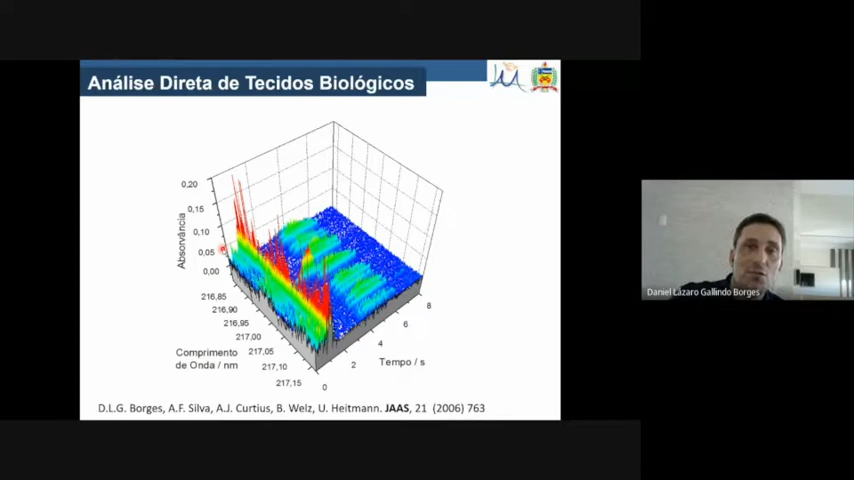 Análise Direta de Tecidos Biológicos
0,20
0,15
0,10
0,05
0,00
Absorvância
216,85
216,90
216,95
217,00
217,05
217,10
217,15
Comprimento
de Onda / nm
0
2
4
6
8
Tempo / s
D.L.G. Borges, A.F. Silva, A.J. Curtius, B. Welz, U. Heitmann. JAAS, 21 (2006) 763
Daniel Lázaro Gallindo Borges